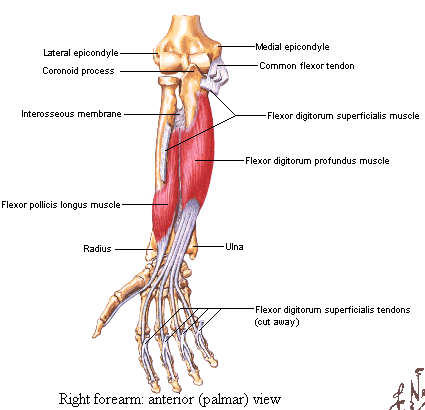 Lateral epicondyle
Medial epicondyle
Coronoid process
Common flexor tendon
Interosseous membrane
Flexor digitorum superficialis muscle
Flexor digitorum profundus muscle
Flexor pollicis longus muscle
Radius
Ulna
Flexor digitorum superficialis tendons
(cut away)
Right forearm: anterior (palmar) view